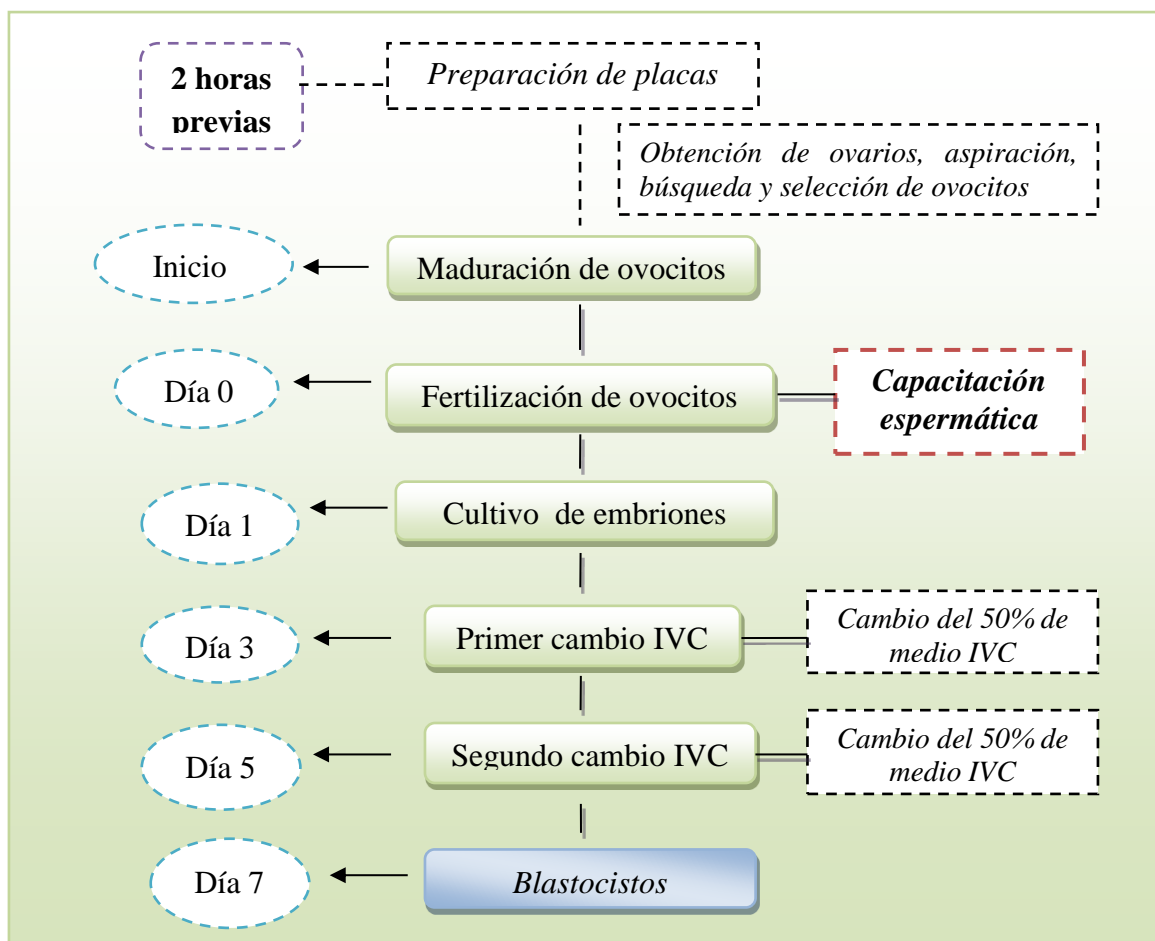 2 horas
previas
Preparación de placas
Obtención de ovarios, aspiración,
búsqueda y selección de ovocitos
Inicio
Maduración de ovocitos
Día 0
Fertilización de ovocitos
Capacitación
espermática
Día 1
Cultivo de embriones
Día 3
Primer cambio IVC
Cambio del 50% de
medio IVC
Día 5
Segundo cambio IVC
Cambio del 50% de
medio IVC
Día 7
Blastocistos